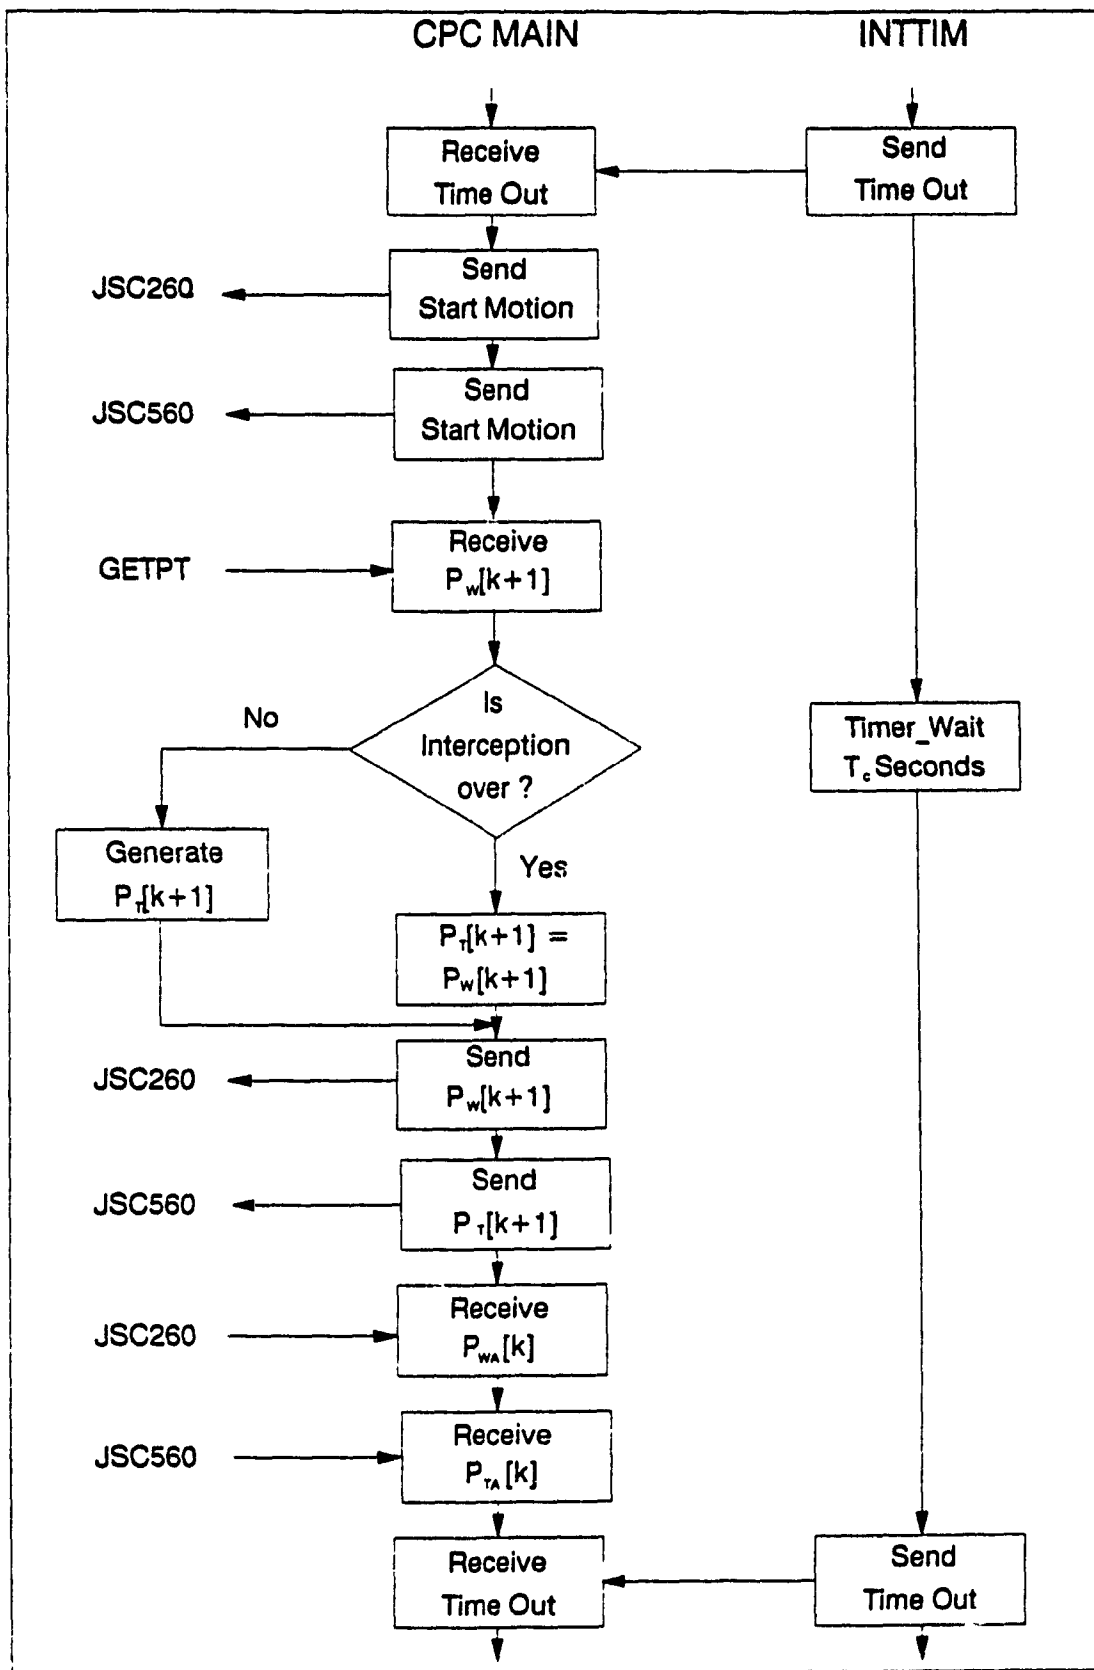 CPC MAIN
INTTIM
Receive
Time Out
Send
Time Out
JSC260
Send
Start Motion
JSC560
Send
Start Motion
GETPT
Receive
Pw[k+1]
Is
Interception
over ?
No
Yes
Timer_Wait
Tc Seconds
Generate
PT[k+1]
PT[k+1] =
PW[k+1]
JSC260
Send
Pw[k+1]
JSC560
Send
PT[k+1]
JSC260
Receive
PWA[k]
JSC560
Receive
PTA[k]
Receive
Time Out
Send
Time Out